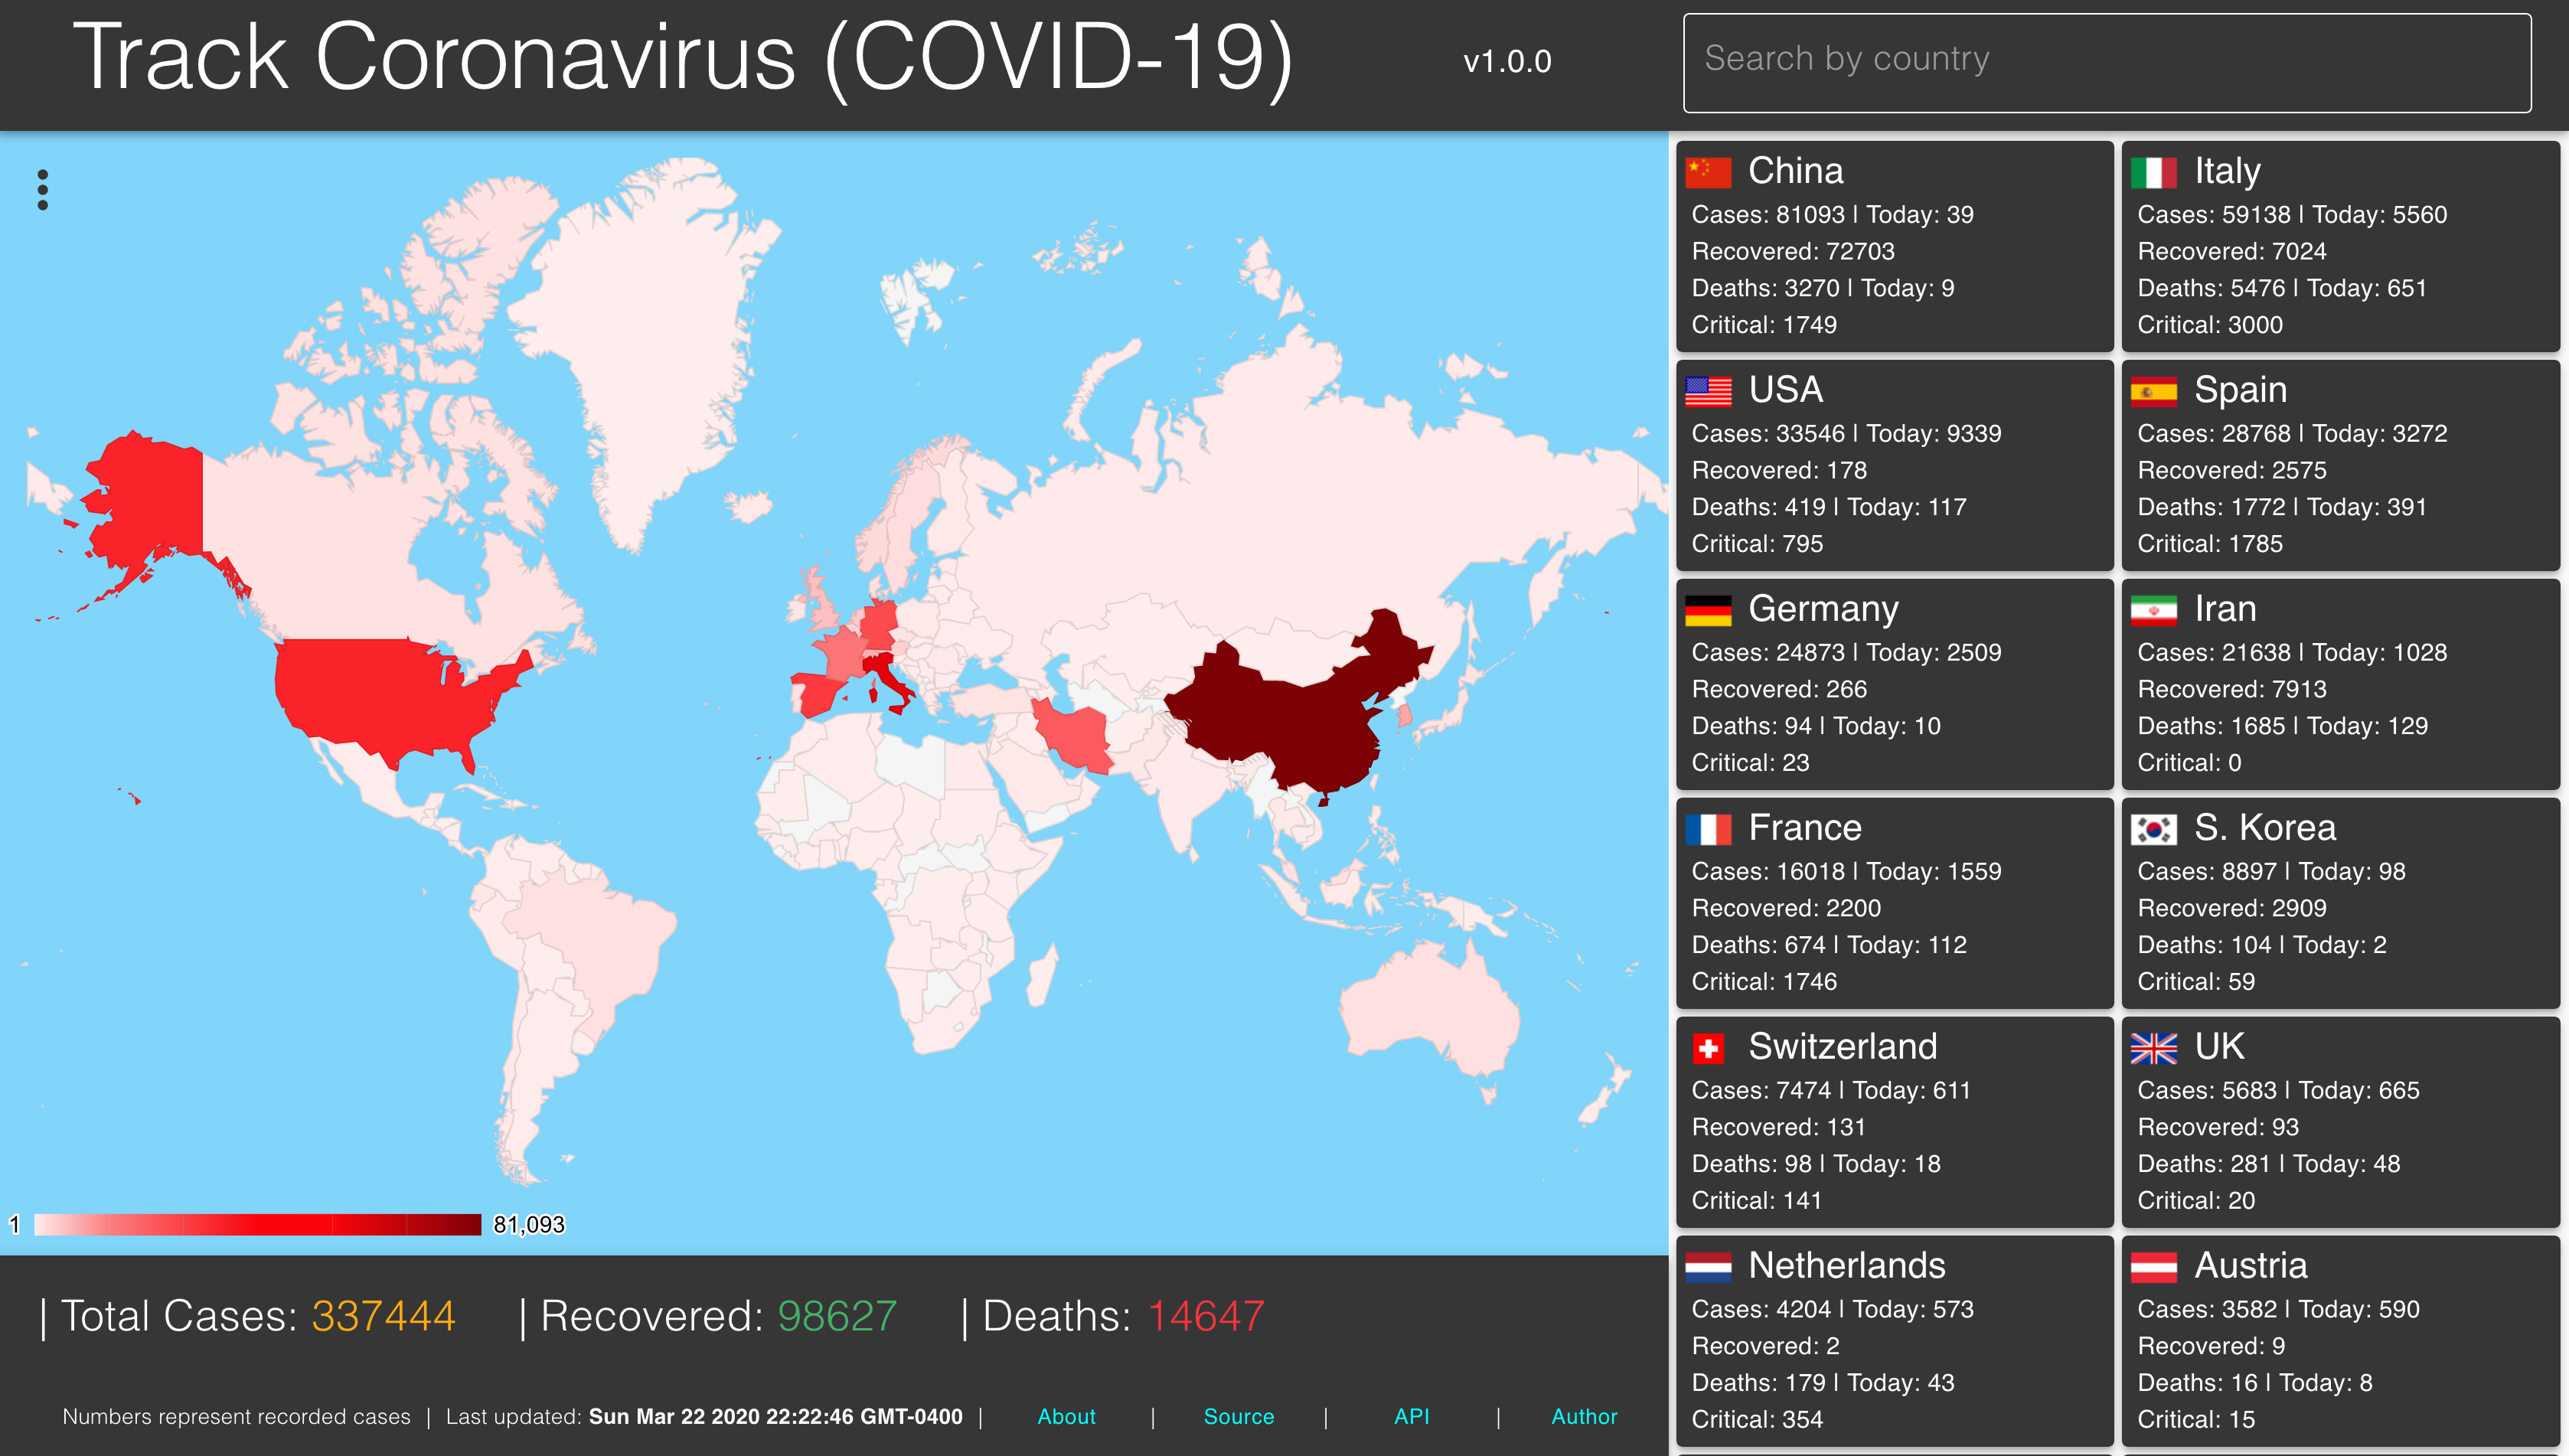 Track Coronavirus (COVID-19)
v1.0.0
Search by country
China
Cases: 81093 | Today: 39
Recovered: 72703
Deaths: 3270 | Today: 9
Critical: 1749
Italy
Cases: 59138 | Today: 5560
Recovered: 7024
Deaths: 5476 | Today: 651
Critical: 3000
USA
Cases: 33546 | Today: 9339
Recovered: 178
Deaths: 419 | Today: 117
Critical: 795
Spain
Cases: 28768 | Today: 3272
Recovered: 2575
Deaths: 1772 | Today: 391
Critical: 1785
Germany
Cases: 24873 | Today: 2509
Recovered: 266
Deaths: 94 | Today: 10
Critical: 23
Iran
Cases: 21638 | Today: 1028
Recovered: 7913
Deaths: 1685 | Today: 129
Critical: 0
France
Cases: 16018 | Today: 1559
Recovered: 2200
Deaths: 674 | Today: 112
Critical: 1746
S. Korea
Cases: 8897 | Today: 98
Recovered: 2909
Deaths: 104 | Today: 2
Critical: 59
Switzerland
Cases: 7474 | Today: 611
Recovered: 131
Deaths: 98 | Today: 18
Critical: 141
UK
Cases: 5683 | Today: 665
Recovered: 93
Deaths: 281 | Today: 48
Critical: 20
Netherlands
Cases: 4204 | Today: 573
Recovered: 2
Deaths: 179 | Today: 43
Critical: 354
Austria
Cases: 3582 | Today: 590
Recovered: 9
Deaths: 16 | Today: 8
Critical: 15
1 81,093
| Total Cases: 337444 | Recovered: 98627 | Deaths: 14647
Numbers represent recorded cases | Last updated: Sun Mar 22 2020 22:22:46 GMT-0400 | About | Source | API | Author